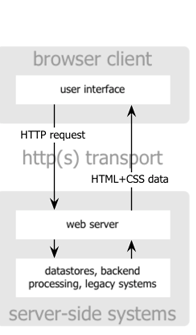 browser client
user interface
HTTP request
http(s) transport
HTML+CSS data
web server
datastores, backend
processing, legacy systems
server-side systems